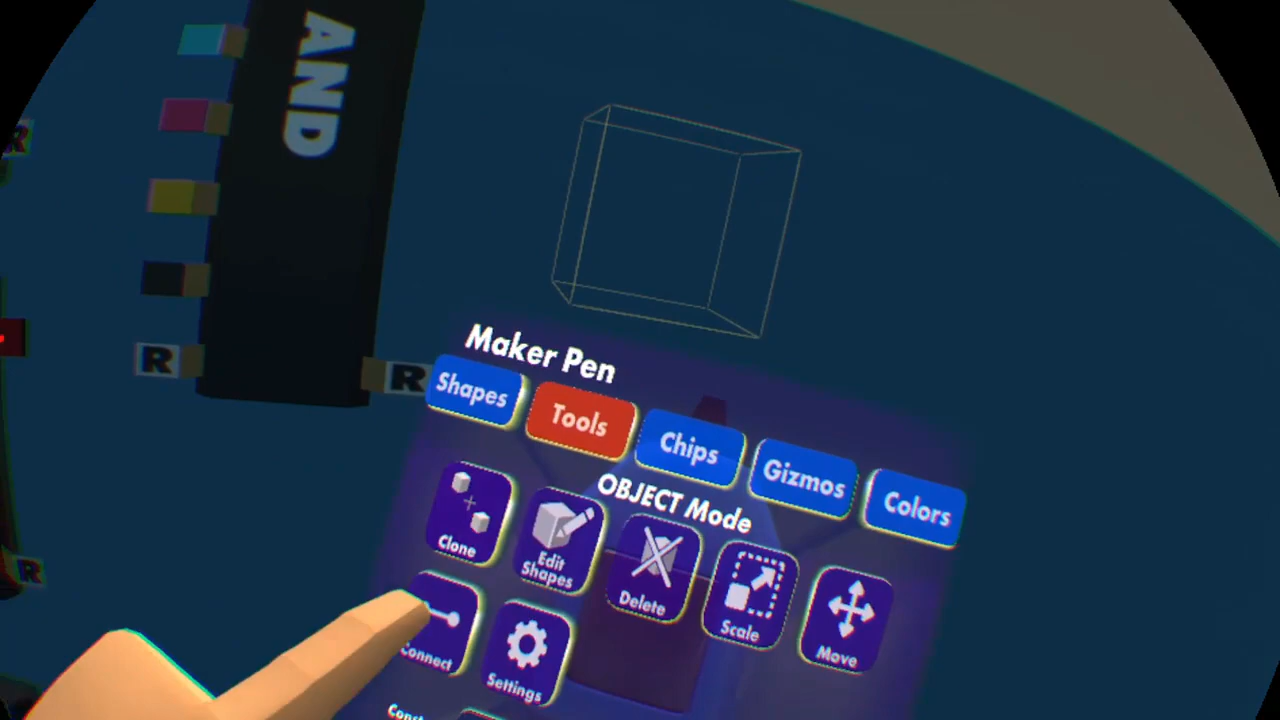 AND
R
R
R
R
Maker Pen
Shapes
Tools
Chips
Gizmos
Colors
OBJECT Mode
Clone
Edit
Shapes
Delete
Scale
Move
Connect
Settings